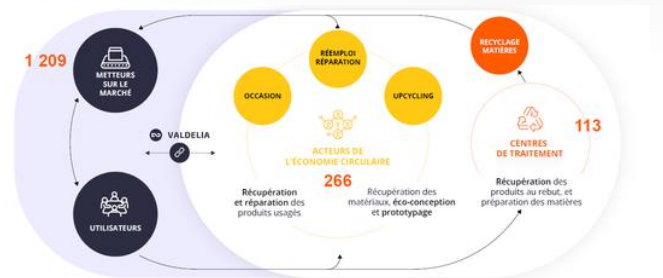 1 209
METTEURS
SUR LE
MARCHÉ
VALDELIA
UTILISATEURS
RÉEMPLOI
RÉPARATION
OCCASION
UPCYCLING
ACTEURS DE
L'ÉCONOMIE CIRCULAIRE
266
Récupération
et réparation des
produits usagés
Récupération des
matériaux, éco-conception
et prototypage
RECYCLAGE
MATIÈRES
113
CENTRES
DE TRAITEMENT
Récupération des
produits au rebut, et
préparation des matières